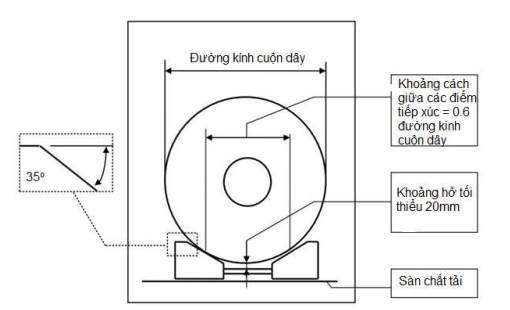 Đường kính cuộn dây
Khoảng cách
giữa các điểm
tiếp xúc = 0.6
đường kinh
cuộn dây
35º
Khoảng hở tối
thiểu 20mm
Sàn chất tải